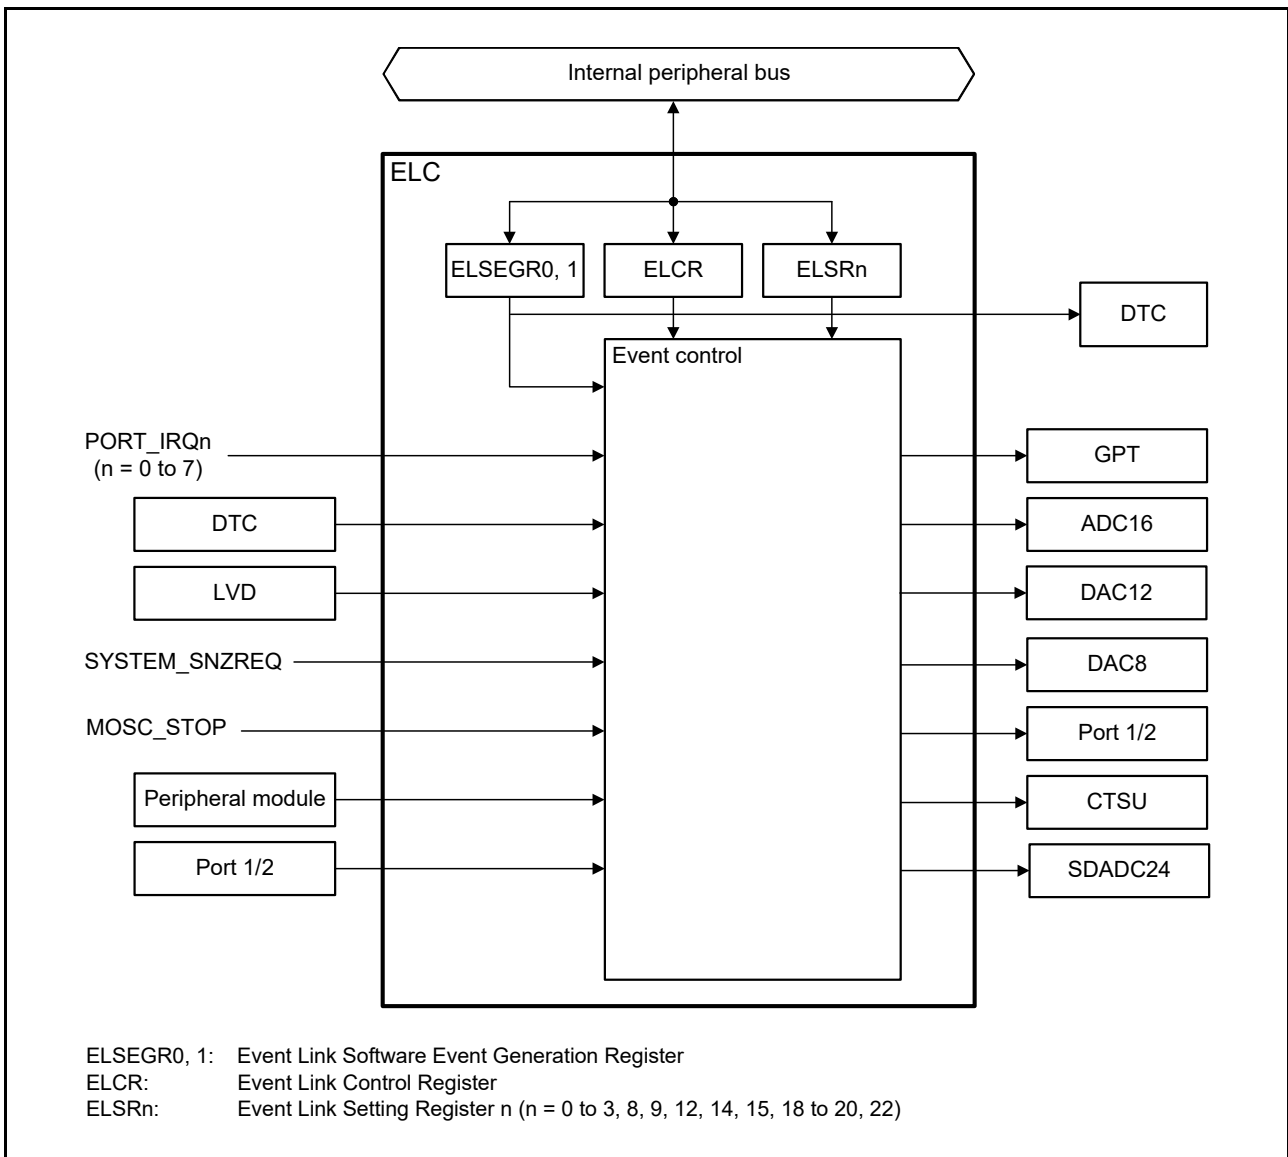 Internal peripheral bus
ELC
ELSEGR0, 1
ELCR
ELSRn
DTC
Event control
PORT_IRQn
(n = 0 to 7)
GPT
DTC
ADC16
LVD
DAC12
SYSTEM_SNZREQ
DAC8
MOSC_STOP
Port 1/2
Peripheral module
CTSU
Port 1/2
SDADC24
ELSEGR0, 1: Event Link Software Event Generation Register
ELCR: Event Link Control Register
ELSRn: Event Link Setting Register n (n = 0 to 3, 8, 9, 12, 14, 15, 18 to 20, 22)